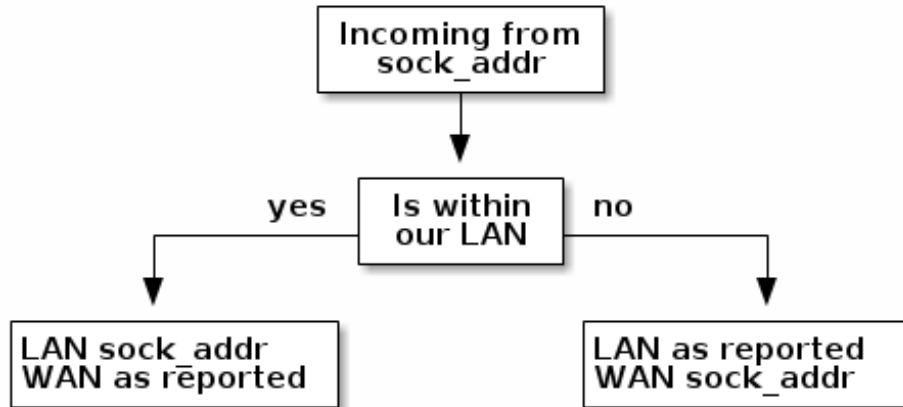 Incoming from
sock_addr
yes
Is within
our LAN
no
LAN sock_addr
WAN as reported
LAN as reported
WAN sock_addr